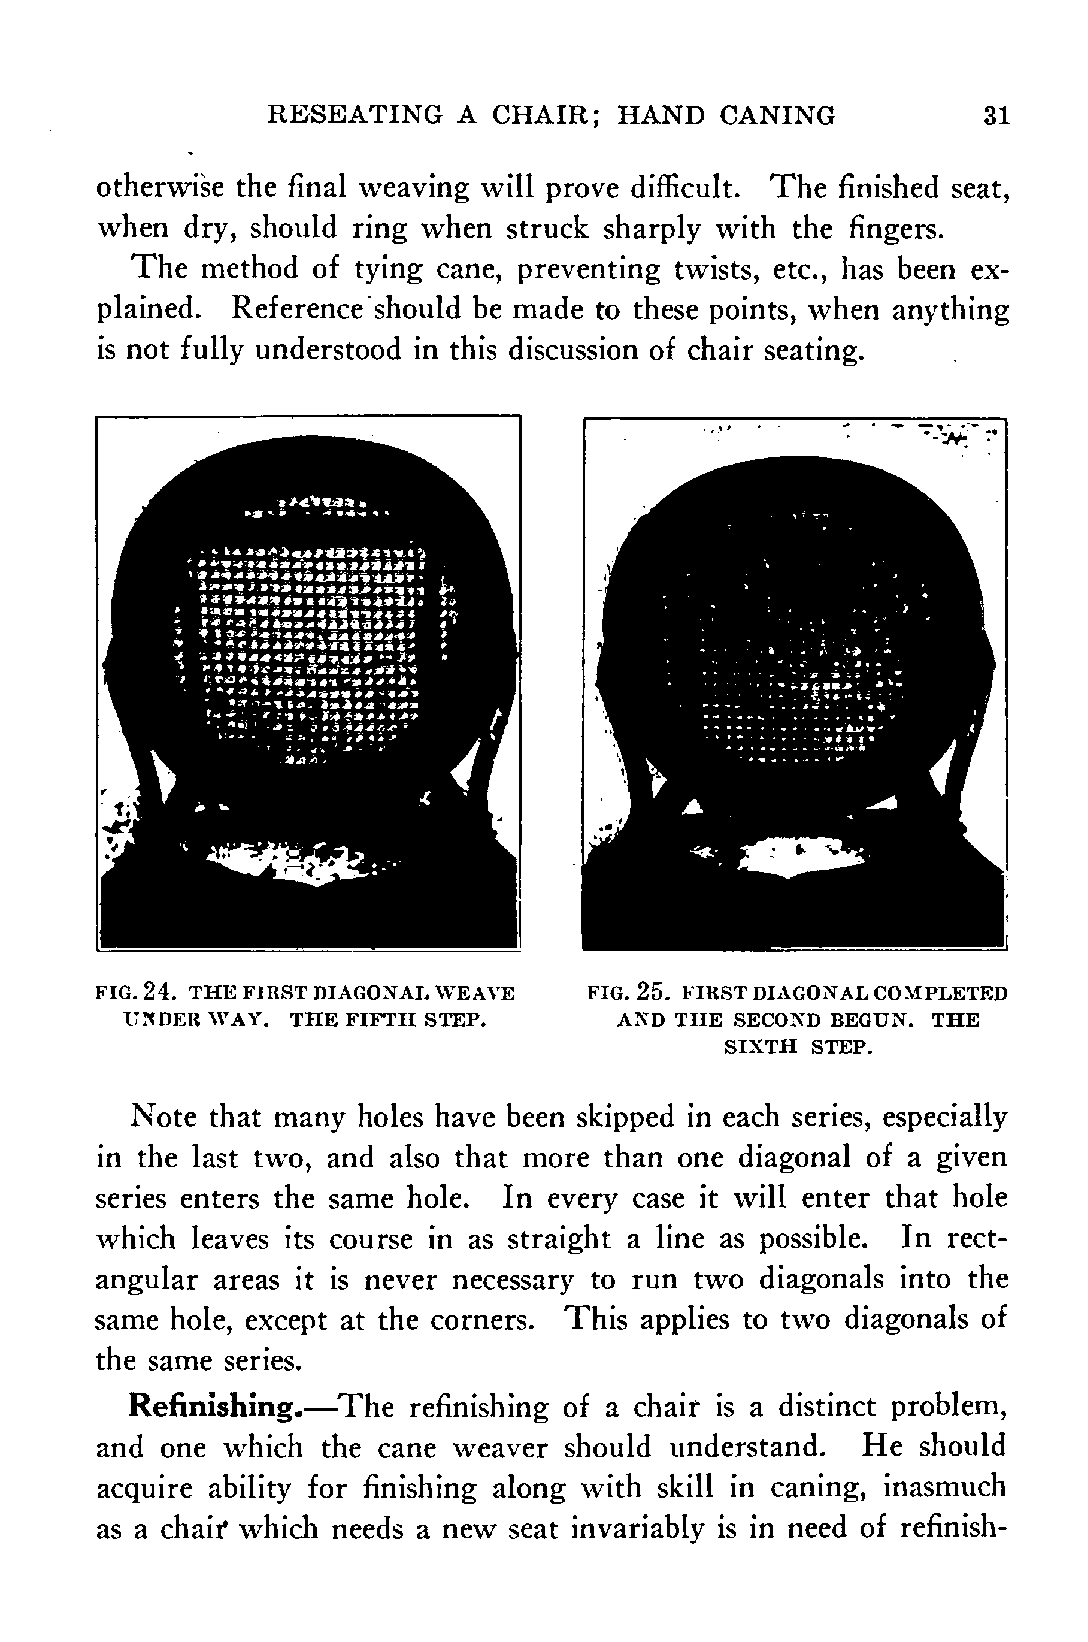 RESEATING A CHAIR; HAND CANING 31
otherwise the final weaving will prove difficult. The finished seat,
when dry, should ring when struck sharply with the fingers.
The method of tying cane, preventing twists, etc., has been ex-
plained. Reference should be made to these points, when anything
is not fully understood in this discussion of chair seating.
FIG. 24. THE FIRST DIAGONAL WEAVE
UNDER WAY. THE FIFTH STEP.
FIG. 25. FIRST DIAGONAL COMPLETED
AND THE SECOND BEGUN. THE
SIXTH STEP.
Note that many holes have been skipped in each series, especially
in the last two, and also that more than one diagonal of a given
series enters the same hole. In every case it will enter that hole
which leaves its course in as straight a line as possible. In rect-
angular areas it is never necessary to run two diagonals into the
same hole, except at the corners. This applies to two diagonals of
the same series.
Refinishing.—The refinishing of a chair is a distinct problem,
and one which the cane weaver should understand. He should
acquire ability for finishing along with skill in caning, inasmuch
as a chair which needs a new seat invariably is in need of refinish-